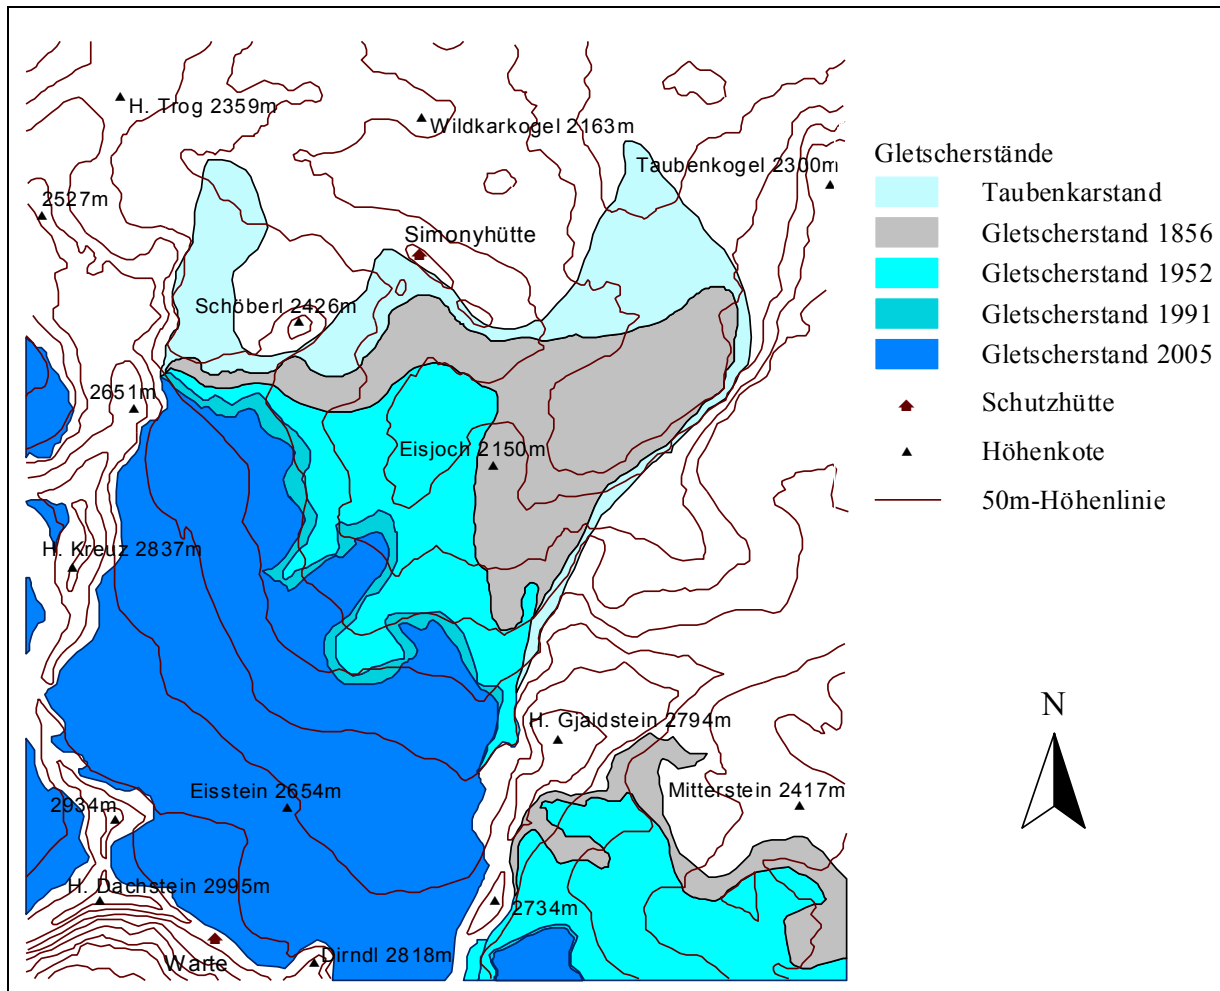 H. Trog 2359m
Wildkarkogel 2163m
Taubenkogel 2300m
2527m
Simonyhütte
Schöberl 2426m
2651m
Eisjoch 2150m
H. Kreuz 2837m
H. Gjaidstein 2794m
Eisstein 2654m
Mitterstein 2417m
2934m
H. Dachstein 2995m
2734m
Warte
Dirndl 2818m
Gletscherstände
Taubenkarstand
Gletscherstand 1856
Gletscherstand 1952
Gletscherstand 1991
Gletscherstand 2005
Schutzhütte
Höhenkote
50m-Höhenlinie
N